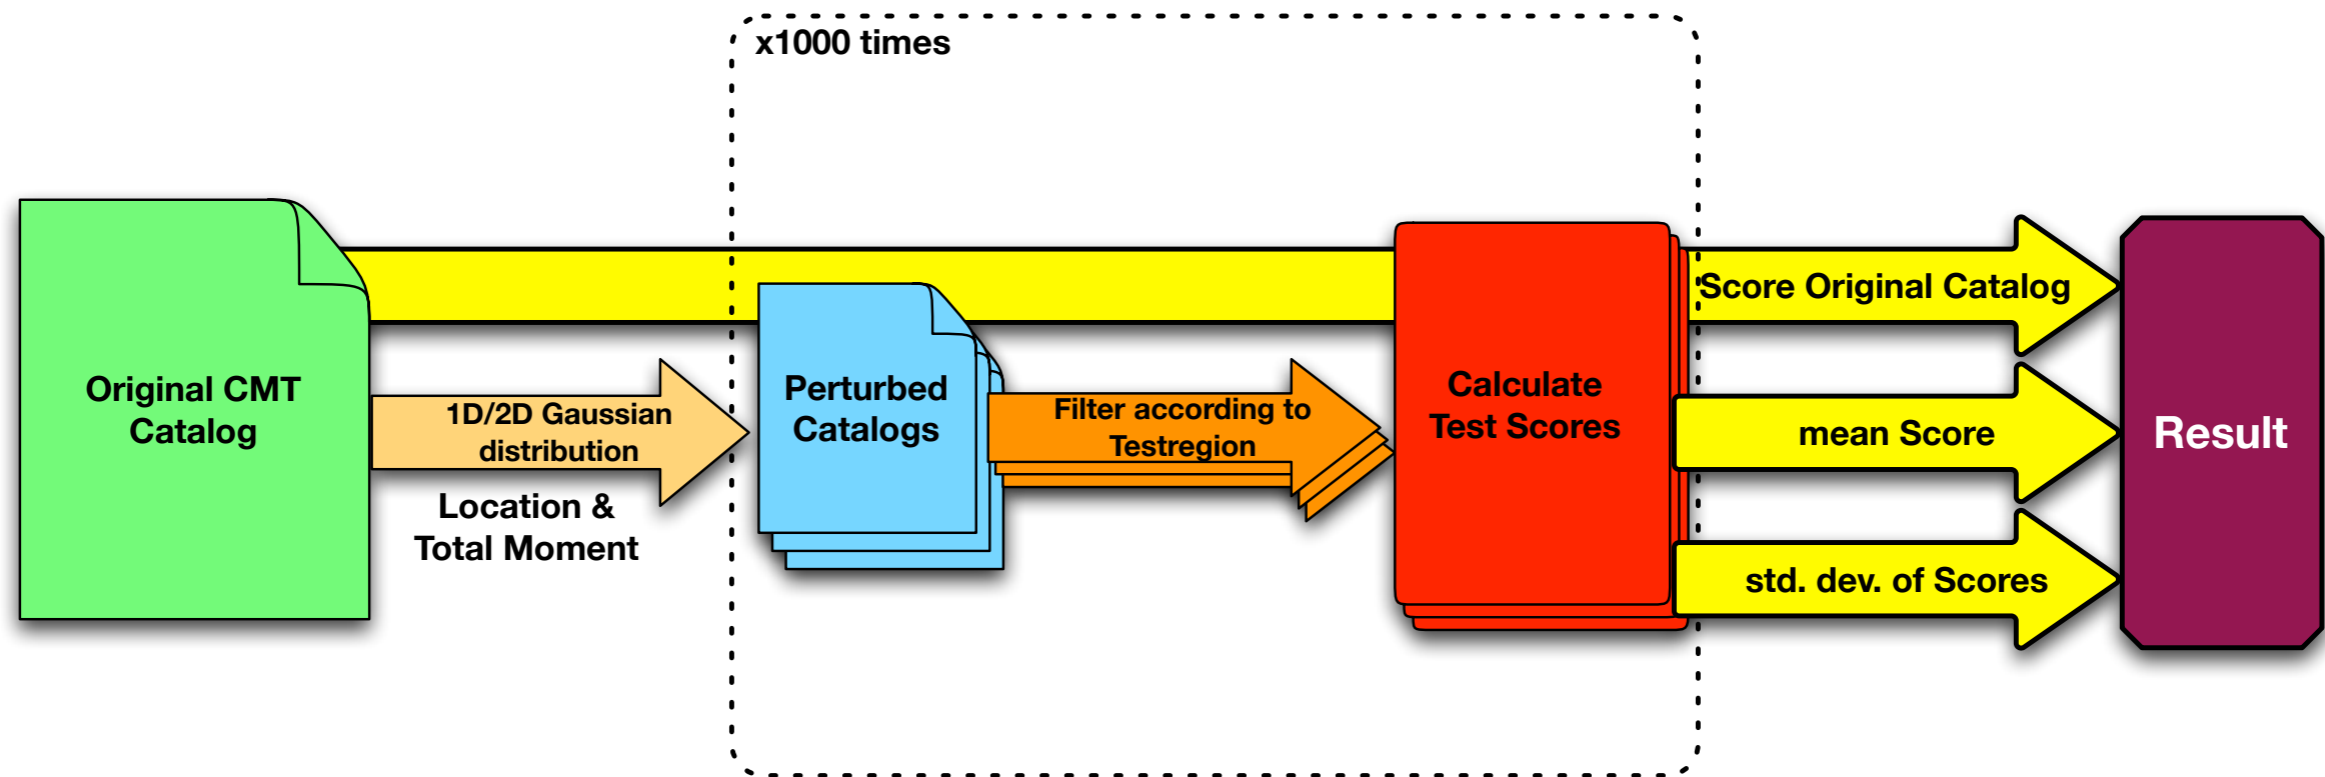 x1000 times
Original CMT
Catalog
1D/2D Gaussian
distribution
Location &
Total Moment
Perturbed
Catalogs
Filter according to
Testregion
Calculate
Test Scores
Score Original Catalog
mean Score
std. dev. of Scores
Result